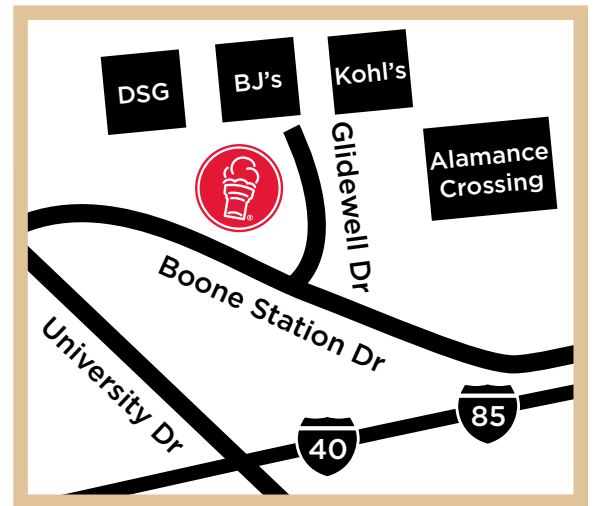 DSG
BJ's
Kohl's
Alamance
Crossing
Glidewell Dr
®
Boone Station Dr
University Dr
40
85